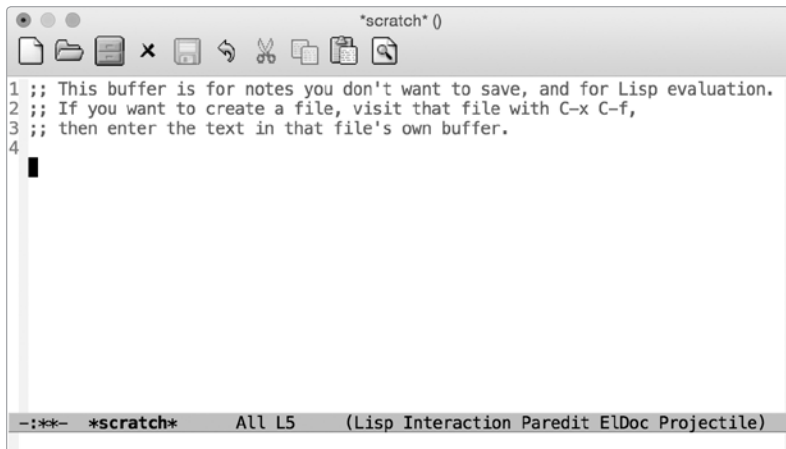 *scratch* ()
1 ;; This buffer is for notes you don't want to save, and for Lisp evaluation.
2 ;; If you want to create a file, visit that file with C-x C-f,
3 ;; then enter the text in that file's own buffer.
4
-:**- *scratch* All L5 (Lisp Interaction Paredit ElDoc Projectile)